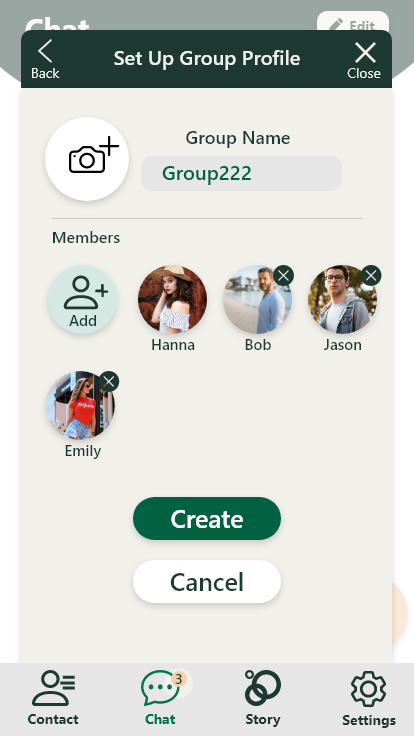 Chat
Edit
Back
Set Up Group Profile
Close
Group Name
Group222
Members
Add
Hanna
Bob
Jason
Emily
Create
Cancel
3
Contact
Chat
Story
Settings